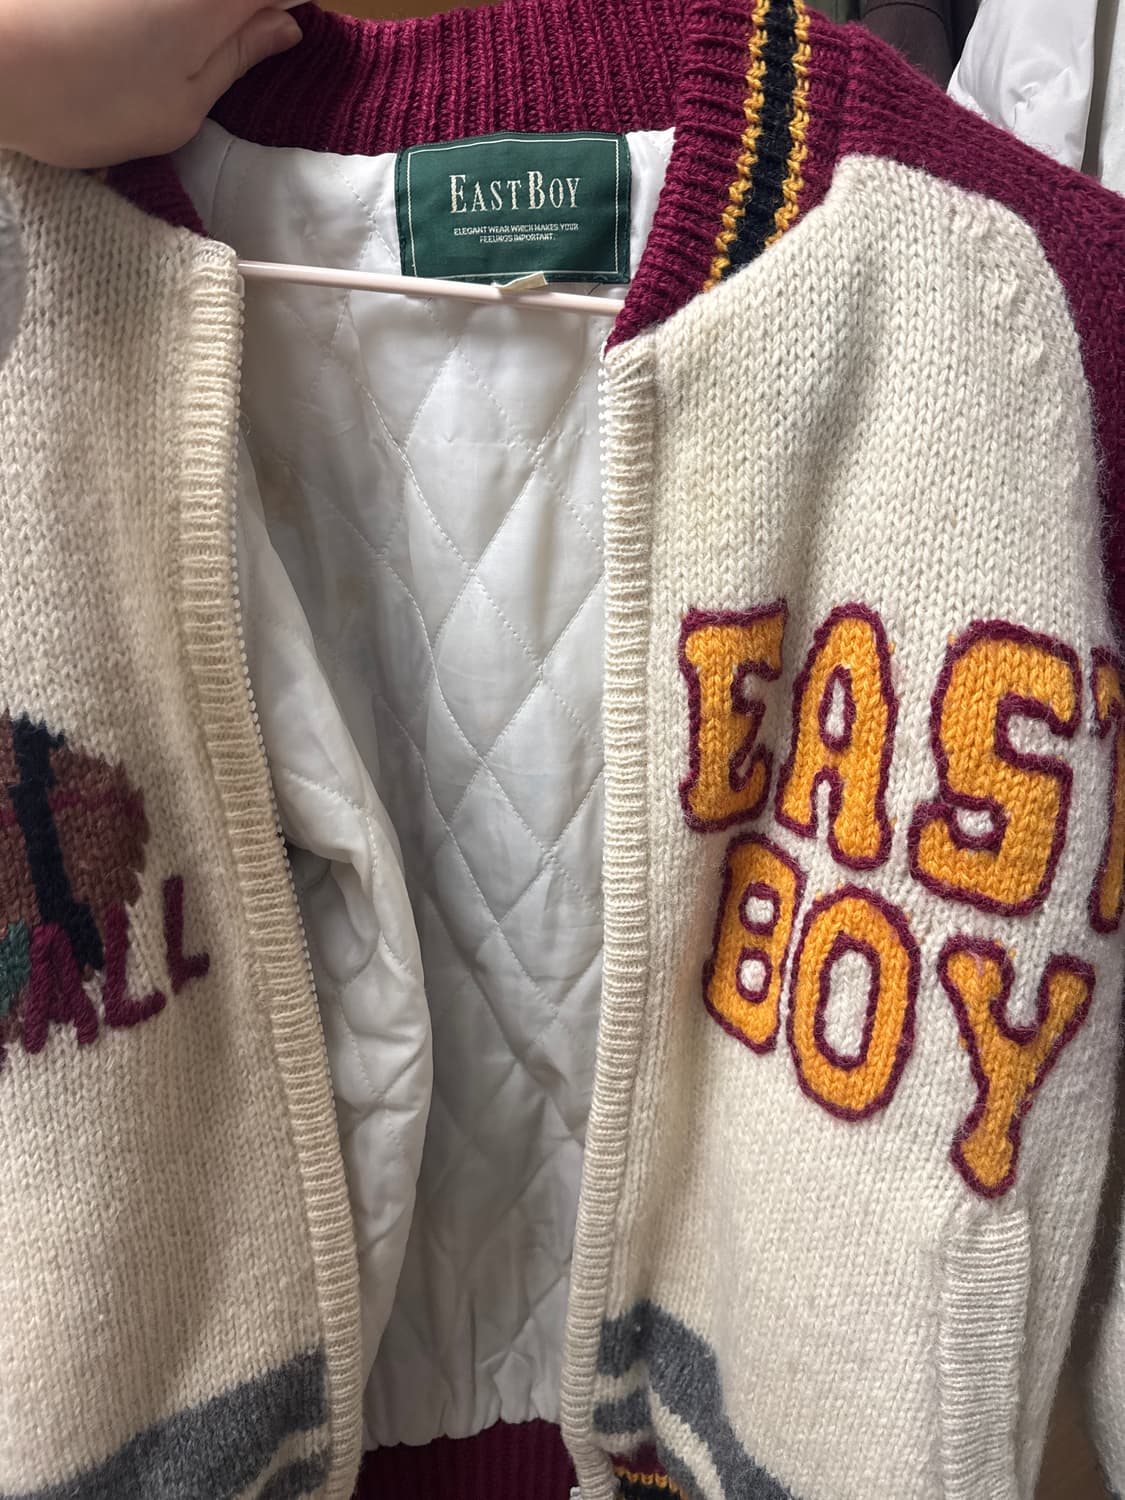 EASTBOY
ELEGANT WEAR WHICH MAKES YOUR
FEELINGS IMPORTANT.
EAST
BOY
ALL